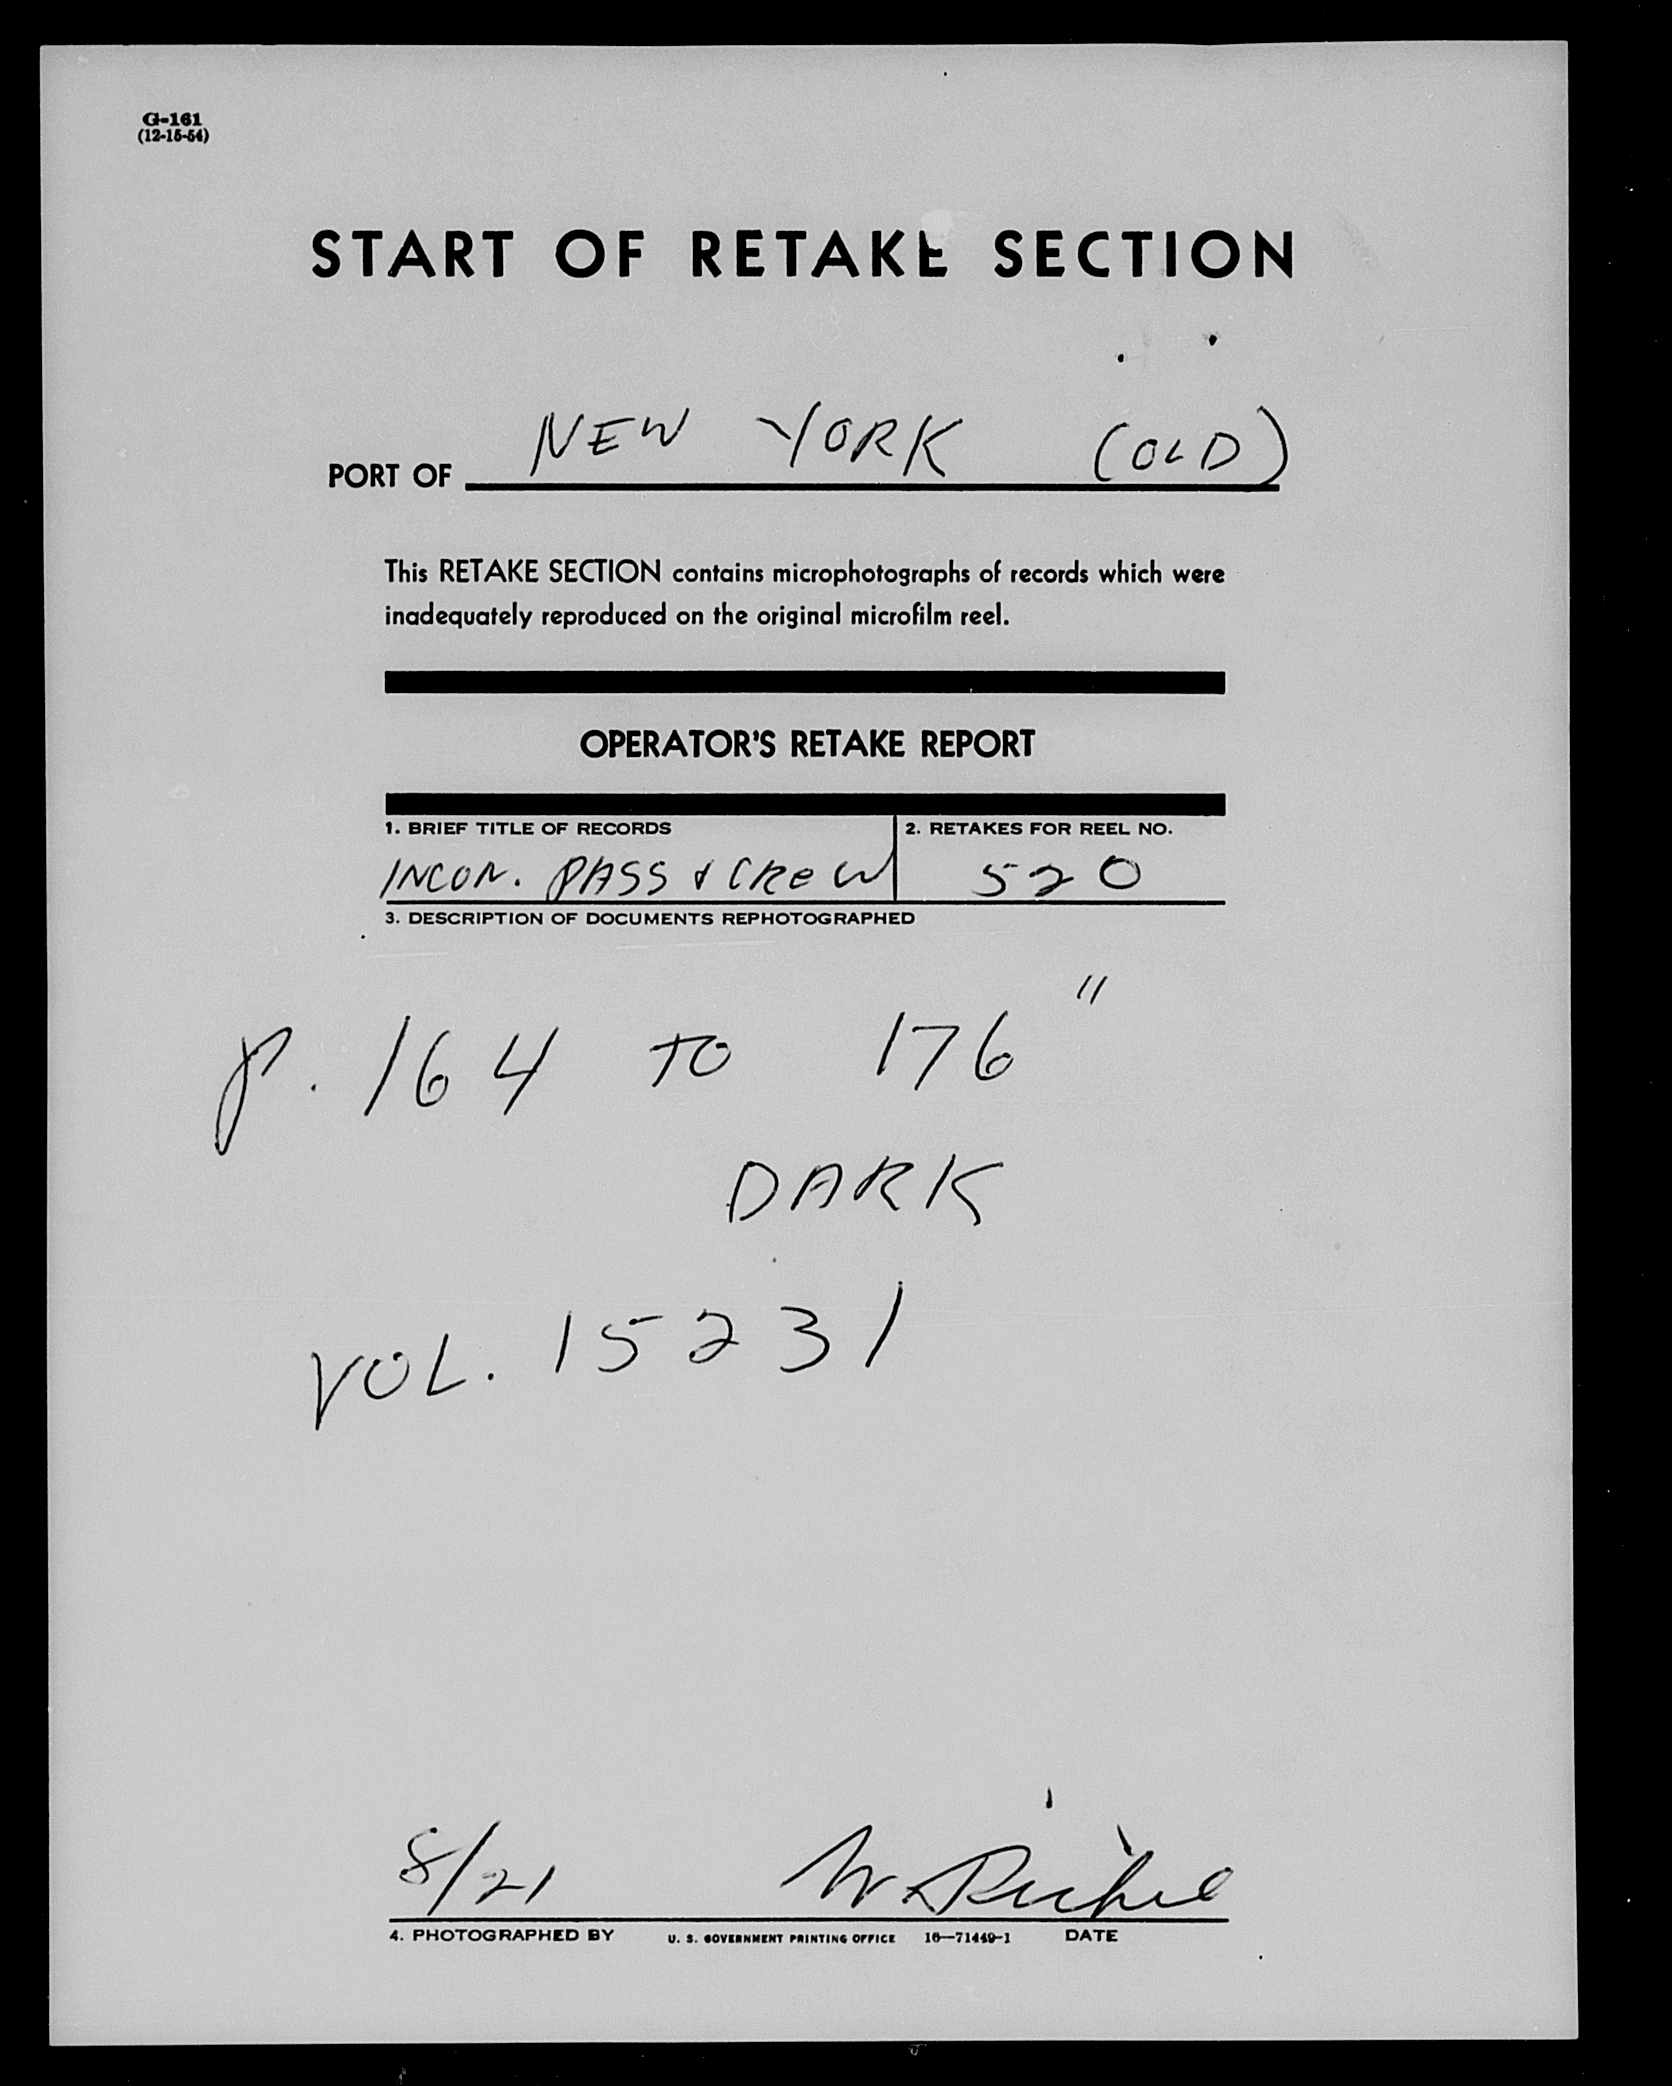 G-161
(12-15-54)
START OF RETAKE SECTION
PORT OF NEW YORK (OLD)
This RETAKE SECTION contains microphotographs of records which were
inadequately reproduced on the original microfilm reel.
OPERATOR'S RETAKE REPORT
1. BRIEF TITLE OF RECORDS 2. RETAKES FOR REEL NO.
INCON. PASS & CREW 520
3. DESCRIPTION OF DOCUMENTS REPHOTOGRAPHED
P. 164 TO 176"
DARK
VOL. 15231
8/21 W.
4. PHOTOGRAPHED BY U. S. GOVERNMENT PRINTING OFFICE 16—71449-1 DATE